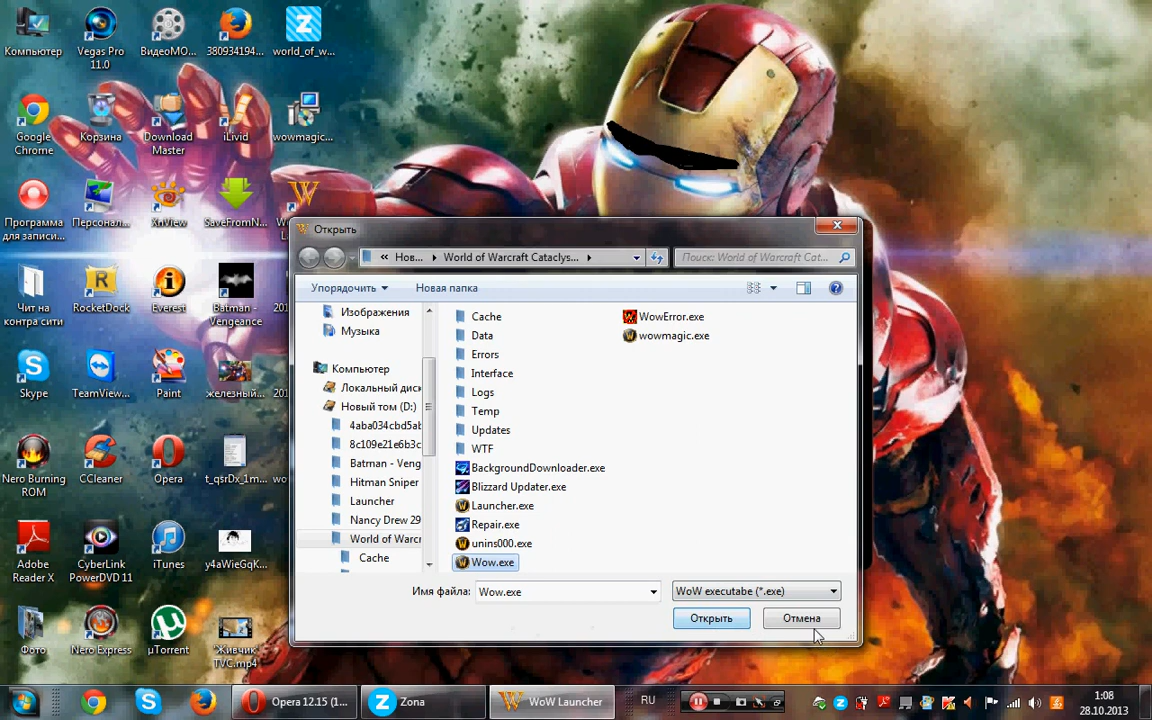 Компьютер
Vegas Pro
11.0
ВидеоМО...
380934194...
world_of_w...
Google
Chrome
Корзина
Download
Master
iLivid
wowmagic...
Программа
для записи...
Персонал...
XnView
SaveFromN...
Чит на
контра сити
RocketDock
Everest
Batman -
Vengeance
Skype
TeamView...
Paint
железный...
Nero Burning
ROM
CCleaner
Opera
t_qsrDx_1m...
Adobe
Reader X
CyberLink
PowerDVD 11
iTunes
y4aWieGqK...
Фото
Nero Express
µTorrent
"Живчик"
TVC.mp4
Открыть
« Нов... World of Warcraft Cataclys...
Поиск: World of Warcraft Cat...
Упорядочить
Новая папка
Изображения
Музыка
Компьютер
Локальный диск
Новый том (D:)
4aba034cbd5ab
8c109e21e6b3c
Batman - Veng
Hitman Sniper
Launcher
Nancy Drew 29
World of Warcr
Cache
Cache
Data
Errors
Interface
Logs
Temp
Updates
WTF
BackgroundDownloader.exe
Blizzard Updater.exe
Launcher.exe
Repair.exe
unins000.exe
Wow.exe
WowError.exe
wowmagic.exe
Имя файла:
Wow.exe
WoW executabe (*.exe)
Открыть
Отмена
Opera 12.15 (1...
Zona
WoW Launcher
RU
1:08
28.10.2013